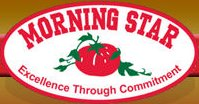 MORNING STAR
Excellence Through Commitment